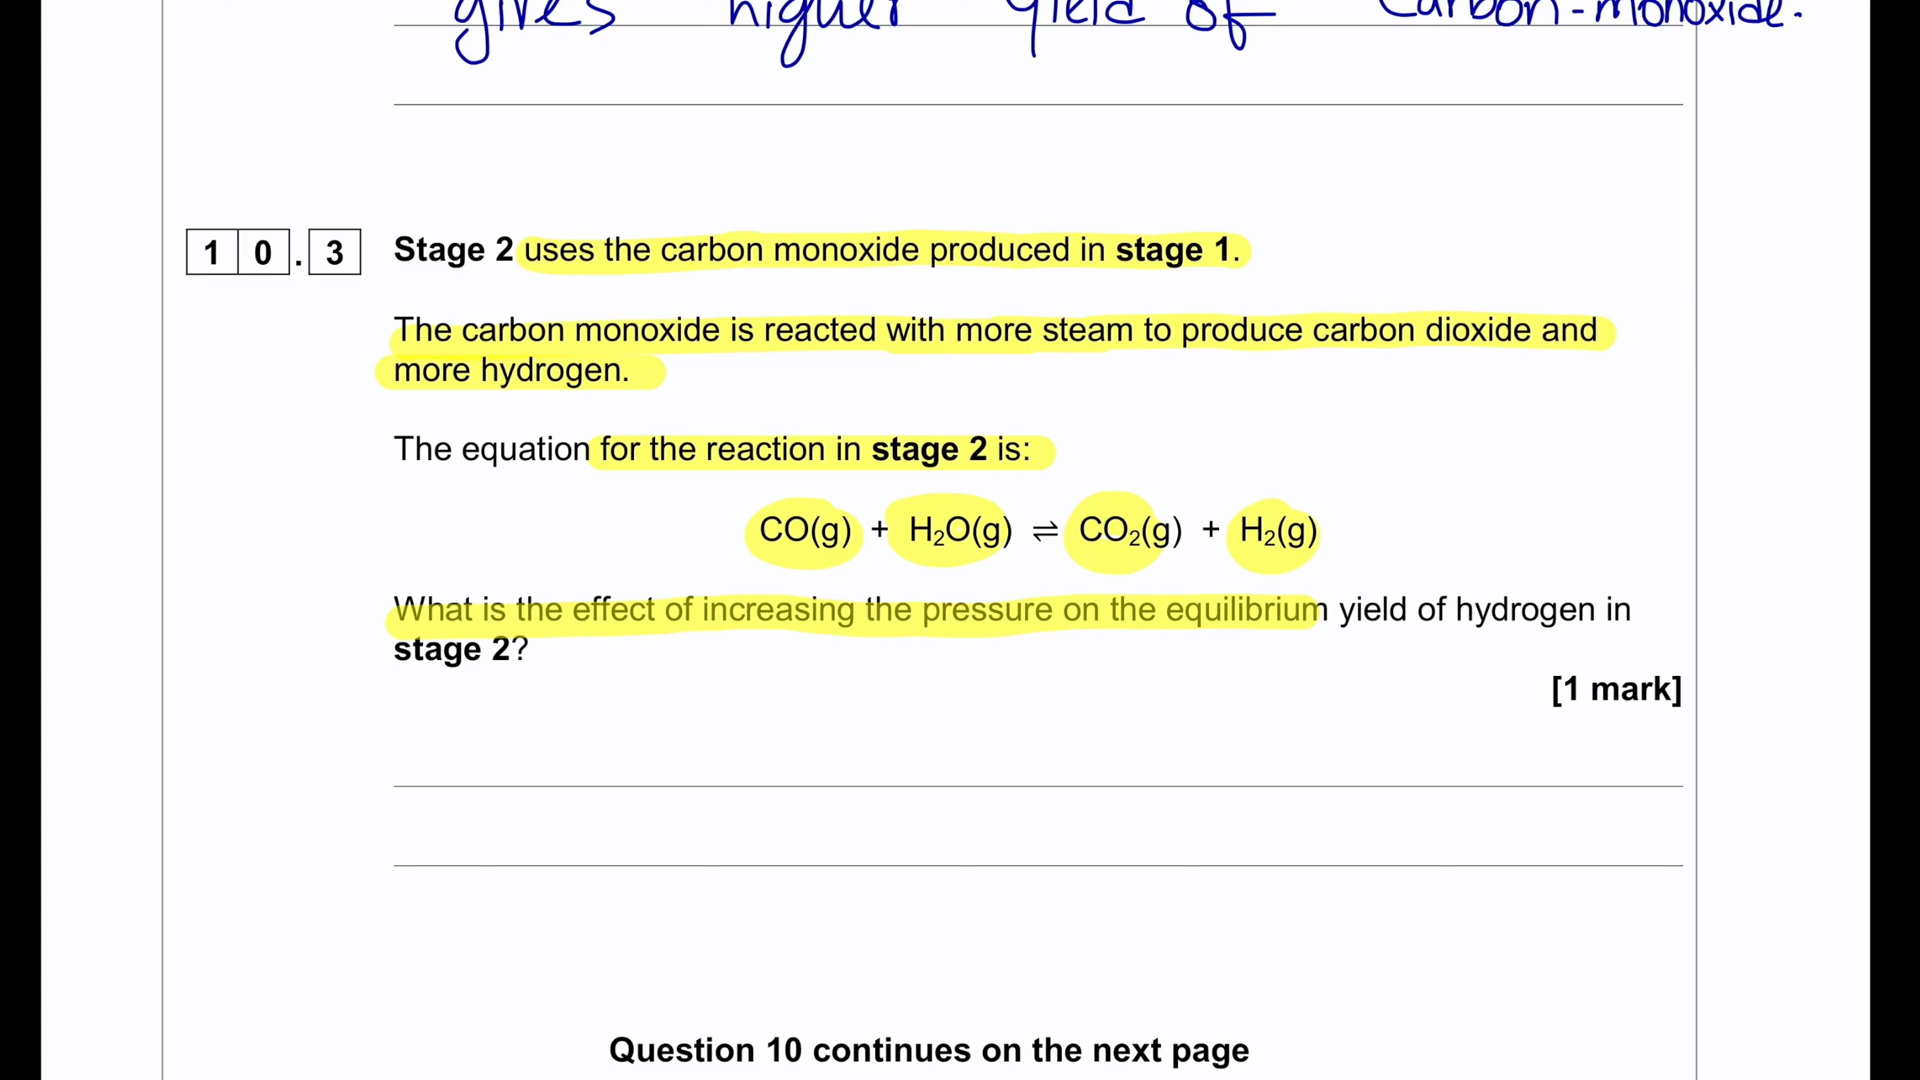 gives higher yield of carbon-monoxide.
10.3 Stage 2 uses the carbon monoxide produced in stage 1.
The carbon monoxide is reacted with more steam to produce carbon dioxide and
more hydrogen.
The equation for the reaction in stage 2 is:
CO(g) + H₂O(g) ⇌ CO₂(g) + H₂(g)
What is the effect of increasing the pressure on the equilibrium yield of hydrogen in
stage 2?
[1 mark]
Question 10 continues on the next page